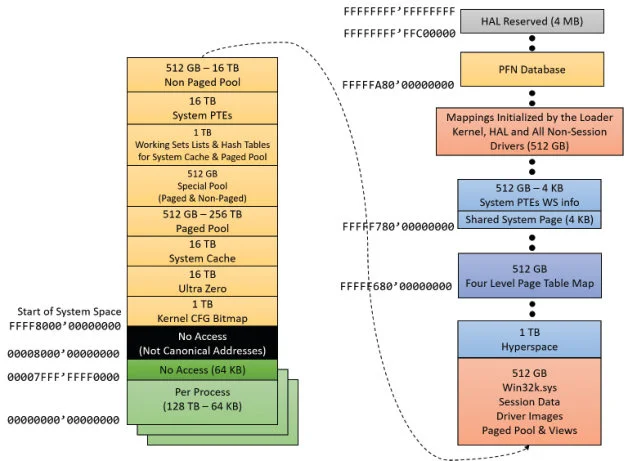 512 GB – 16 TB
Non Paged Pool
16 TB
System PTEs
1 TB
Working Sets Lists & Hash Tables
for System Cache & Paged Pool
512 GB
Special Pool
(Paged & Non-Paged)
512 GB – 256 TB
Paged Pool
16 TB
System Cache
16 TB
Ultra Zero
1 TB
Kernel CFG Bitmap
Start of System Space
FFFF8000’00000000
No Access
(Not Canonical Addresses)
00008000’00000000
No Access (64 KB)
00007FFF’FFFF0000
Per Process
(128 TB – 64 KB)
00000000’00000000
FFFFFFFF’FFFFFFFF
HAL Reserved (4 MB)
FFFFFFFF’FFC00000
PFN Database
FFFFFA80’00000000
Mappings Initialized by the Loader
Kernel, HAL and All Non-Session
Drivers (512 GB)
512 GB – 4 KB
System PTEs WS info
Shared System Page (4 KB)
FFFFF780’00000000
512 GB
Four Level Page Table Map
FFFFF680’00000000
1 TB
Hyperspace
512 GB
Win32k.sys
Session Data
Driver Images
Paged Pool & Views